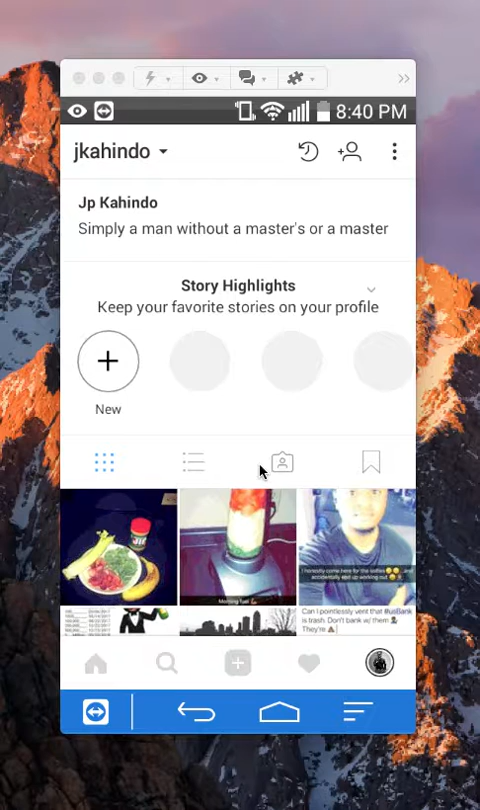 8:40 PM
jkahindo
Jp Kahindo
Simply a man without a master's or a master
Story Highlights
Keep your favorite stories on your profile
New
JIF
Morning fuel
I honestly come here for the selfies
and
accidentally end up working out
Can I pointlessly vent that #usBank
is trash. Don't bank w/ them
They're